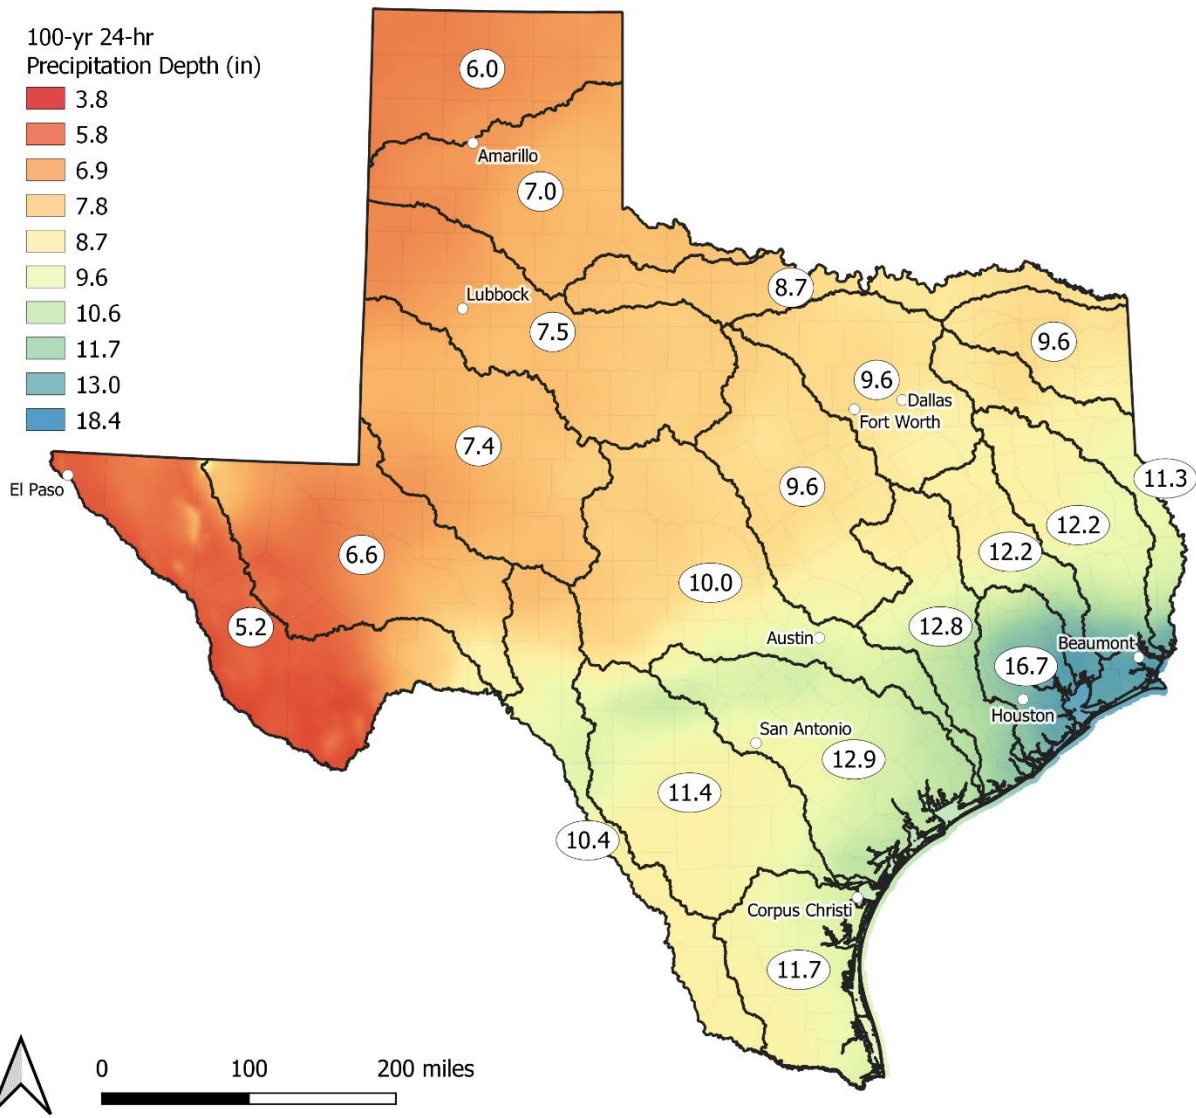 100-yr 24-hr
Precipitation Depth (in)
3.8
5.8
6.9
7.8
8.7
9.6
10.6
11.7
13.0
18.4
6.0
Amarillo
7.0
8.7
Lubbock
7.5
9.6
9.6
Dallas
Fort Worth
7.4
El Paso
9.6
11.3
12.2
6.6
12.2
10.0
5.2
Austin
12.8
Beaumont
16.7
Houston
San Antonio
12.9
11.4
10.4
Corpus Christi
11.7
0 100 200 miles